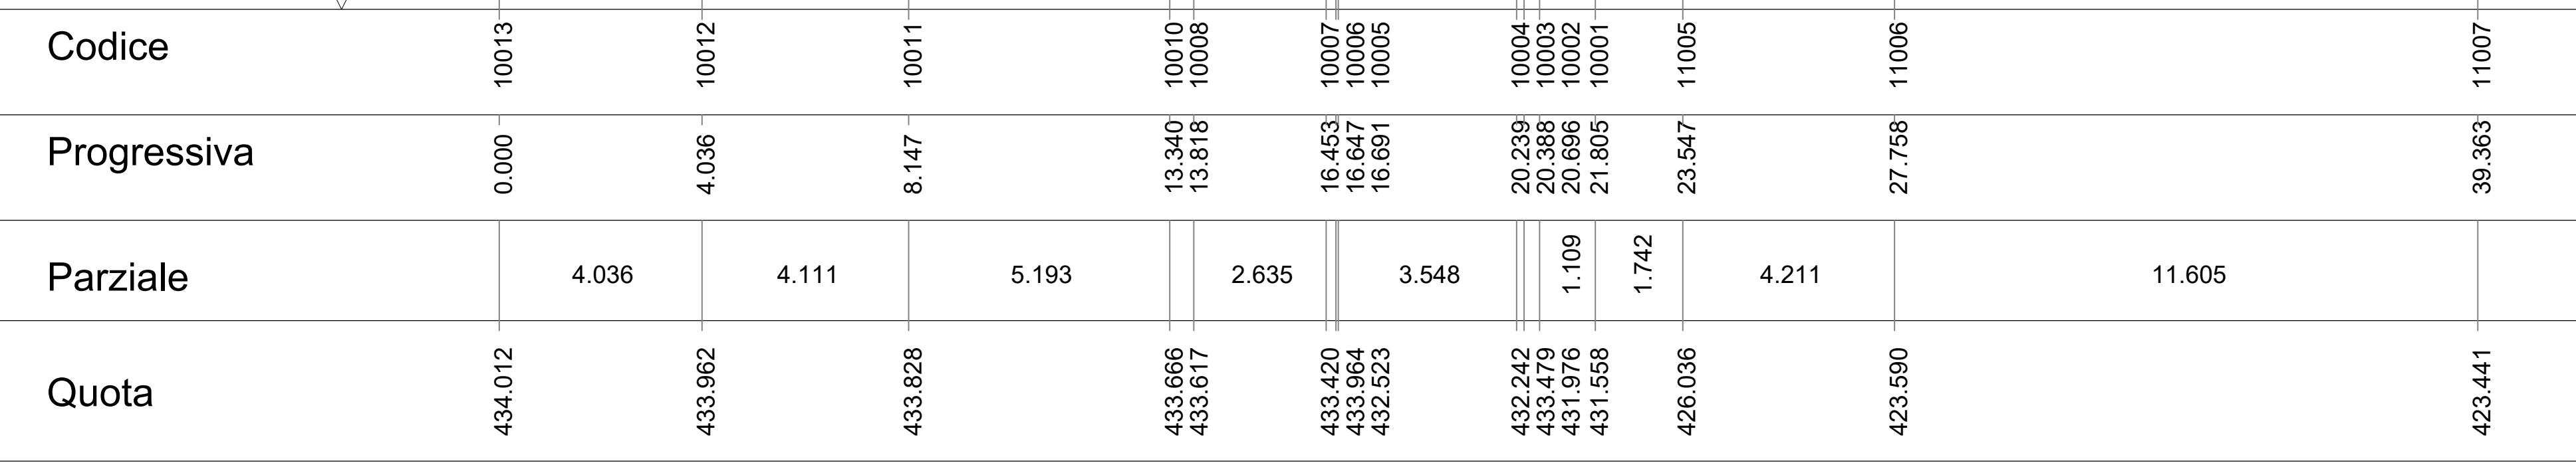 Codice 10013 10012 10011 10010 10008 10007 10006 10005 10004 10003 10002 10001 11005 11006 11007
Progressiva 0.000 4.036 8.147 13.340 13.818 16.453 16.647 16.691 20.239 20.388 20.696 21.805 23.547 27.758 39.363
Parziale 4.036 4.111 5.193 2.635 3.548 1.109 1.742 4.211 11.605
Quota 434.012 433.962 433.828 433.666 433.617 433.420 433.964 432.523 432.242 433.479 431.976 431.558 426.036 423.590 423.441